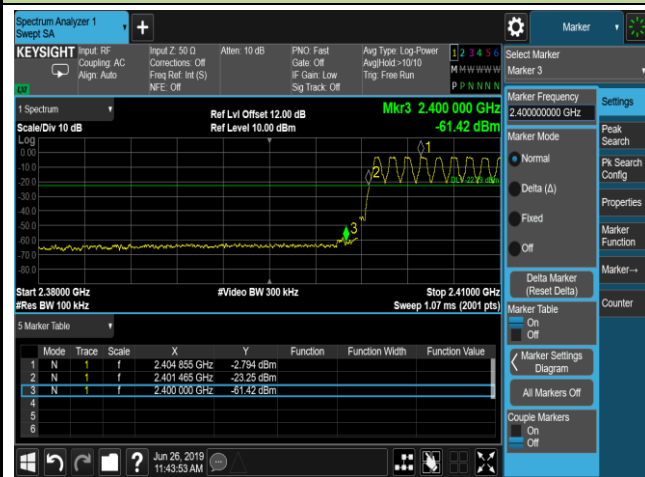 Spectrum Analyzer 1
Swept SA
+
Marker
KEYSIGHT
Input: RF
Coupling: AC
Align: Auto
Input Z: 50 Ω
Corrections: Off
Freq Ref: Int (S)
NFE: Off
Atten: 10 dB
PNO: Fast
Gate: Off
IF Gain: Low
Sig Track: Off
Avg Type: Log-Power
Avg|Hold:>10/10
Trig: Free Run
1 2 3 4 5 6
M M W W W W
P P N N N N
Select Marker
Marker 3
1 Spectrum
Scale/Div 10 dB
Ref Lvl Offset 12.00 dB
Ref Level 10.00 dBm
Mkr3 2.400 000 GHz
-61.42 dBm
Log
0.00
-10.0
-20.0
-30.0
-40.0
-50.0
-60.0
-70.0
-80.0
1
2
3
Start 2.38000 GHz
#Res BW 100 kHz
#Video BW 300 kHz
Stop 2.41000 GHz
Sweep 1.07 ms (2001 pts)
5 Marker Table
Mode Trace Scale X Y Function Function Width Function Value
1 N 1 f 2.404 855 GHz -2.794 dBm
2 N 1 f 2.401 465 GHz -23.25 dBm
3 N 1 f 2.400 000 GHz -61.42 dBm
4
5
6
Marker Frequency
2.400000000 GHz
Marker Mode
Normal
Delta (Δ)
Fixed
Off
Delta Marker
(Reset Delta)
Marker Table
On
Off
Marker Settings
Diagram
All Markers Off
Couple Markers
On
Off
Settings
Peak
Search
Pk Search
Config
Properties
Marker
Function
Marker→
Counter
?
Jun 26, 2019
11:43:53 AM